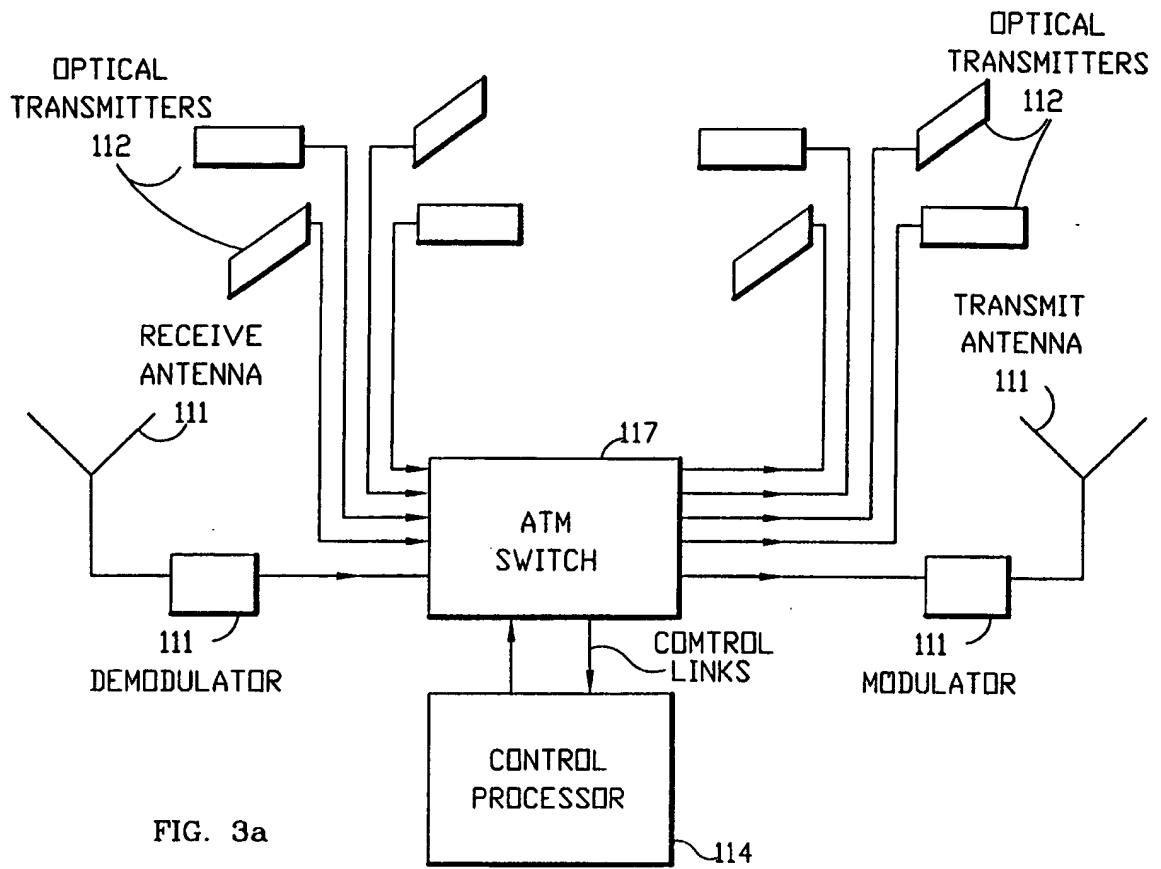 OPTICAL
TRANSMITTERS
112
OPTICAL
TRANSMITTERS
112
RECEIVE
ANTENNA
111
TRANSMIT
ANTENNA
111
117
ATM
SWITCH
111
DEMODULATOR
COMTROL
LINKS
111
MODULATOR
CONTROL
PROCESSOR
114
FIG. 3a